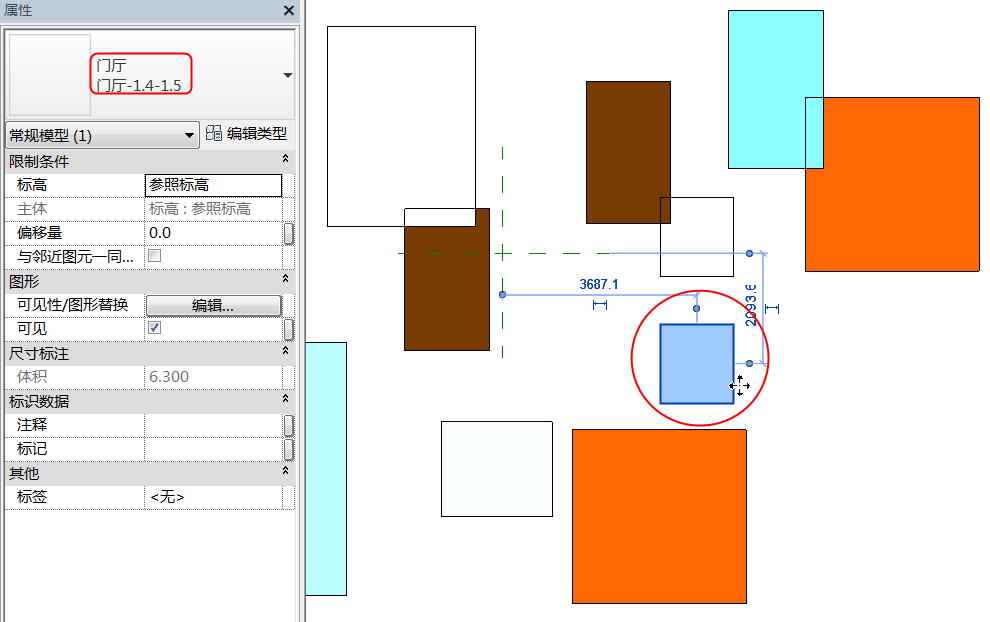 属性
门厅
门厅-1.4-1.5
常规模型 (1)
编辑类型
限制条件
标高
参照标高
主体
标高 : 参照标高
偏移量
0.0
与邻近图元一同...
图形
可见性/图形替换
编辑...
可见
尺寸标注
体积
6.300
标识数据
注释
标记
其他
标签
<无>
3687.1
2093.6